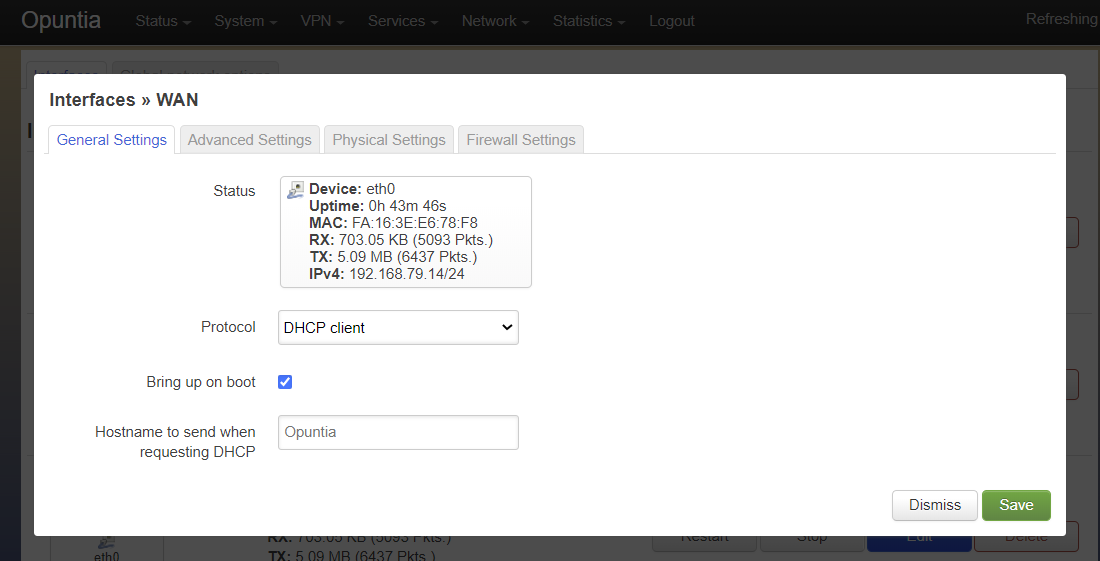 Opuntia Status System VPN Services Network Statistics Logout Refreshing
Interfaces » WAN
General Settings Advanced Settings Physical Settings Firewall Settings
Status
Device: eth0
Uptime: 0h 43m 46s
MAC: FA:16:3E:E6:78:F8
RX: 703.05 KB (5093 Pkts.)
TX: 5.09 MB (6437 Pkts.)
IPv4: 192.168.79.14/24
Protocol DHCP client
Bring up on boot
Hostname to send when
requesting DHCP
Opuntia
Dismiss Save
RX: 703.05 KB (5093 Pkts.) Restart Stop Edit Delete
eth0 TX: 5.09 MB (6437 Pkts.)